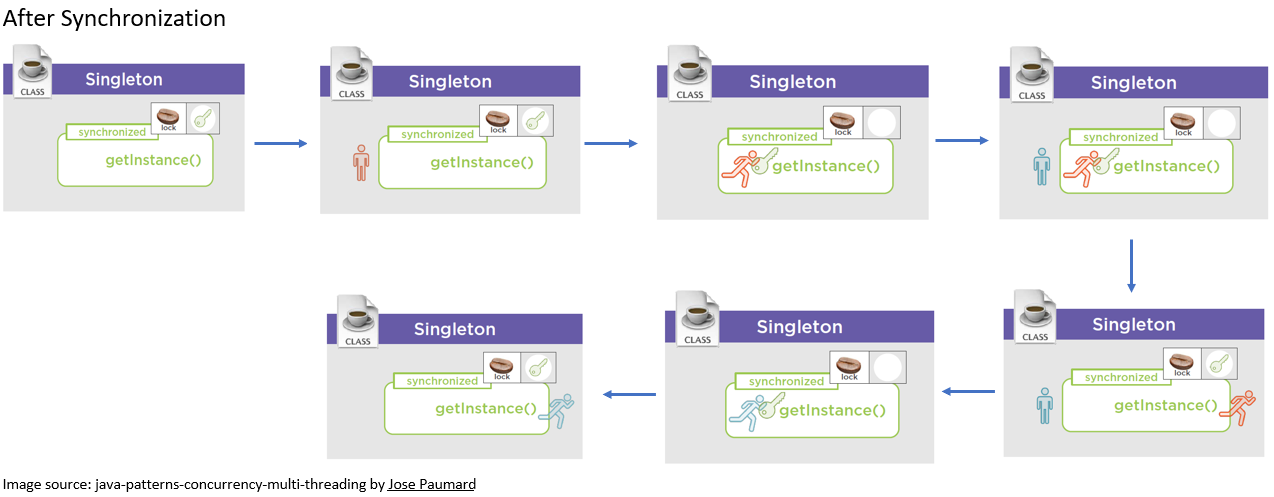 After Synchronization
CLASS
Singleton
lock
synchronized
getInstance()
CLASS
Singleton
lock
synchronized
getInstance()
CLASS
Singleton
lock
synchronized
getInstance()
CLASS
Singleton
lock
synchronized
getInstance()
CLASS
Singleton
lock
synchronized
getInstance()
CLASS
Singleton
lock
synchronized
getInstance()
CLASS
Singleton
lock
synchronized
getInstance()
Image source: java-patterns-concurrency-multi-threading by Jose Paumard